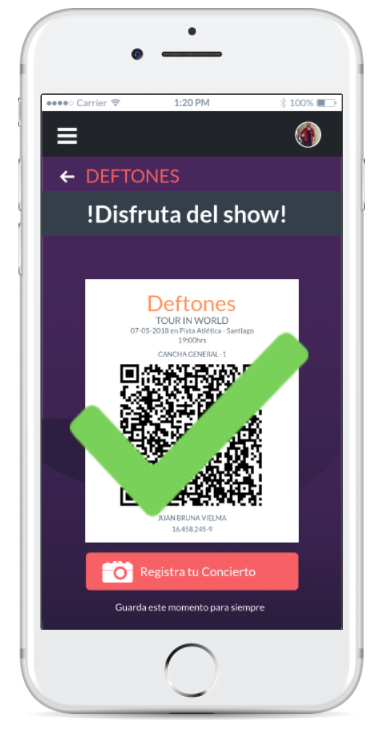 Carrier 1:20 PM 100%
DEFTONES
!Disfruta del show!
Deftones
TOUR IN WORLD
07-05-2018 en Pista Atlética - Santiago
19:00hrs
CANCHA GENERAL -1
JUAN BRUNA VIELMA
16.458.245-9
Registra tu Concierto
Guarda este momento para siempre